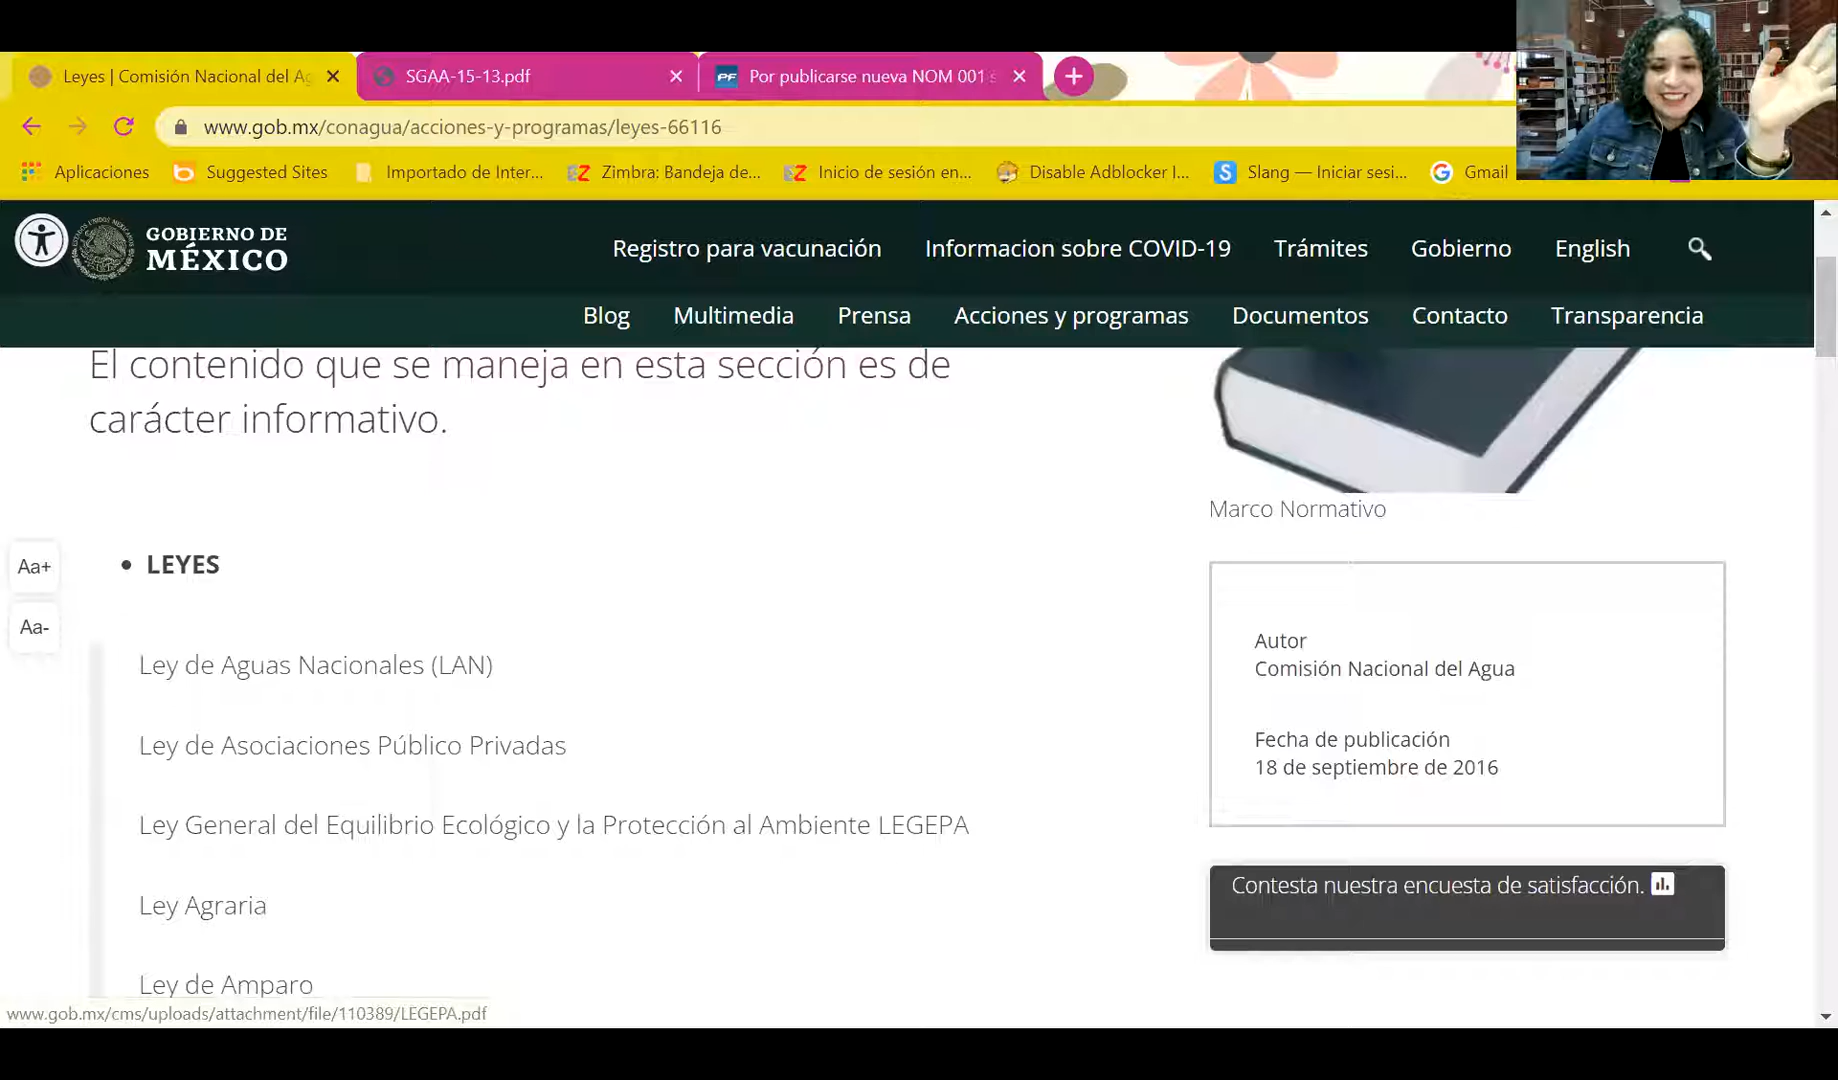 Leyes | Comisión Nacional del Ag
SGAA-15-13.pdf
Por publicarse nueva NOM 001 s
www.gob.mx/conagua/acciones-y-programas/leyes-66116
Aplicaciones
Suggested Sites
Importado de Inter...
Zimbra: Bandeja de...
Inicio de sesión en...
Disable Adblocker I...
Slang — Iniciar sesi...
Gmail
GOBIERNO DE
MÉXICO
Registro para vacunación
Informacion sobre COVID-19
Trámites
Gobierno
English
Blog
Multimedia
Prensa
Acciones y programas
Documentos
Contacto
Transparencia
El contenido que se maneja en esta sección es de
carácter informativo.
Marco Normativo
Aa+
Aa-
• LEYES
Ley de Aguas Nacionales (LAN)
Ley de Asociaciones Público Privadas
Ley General del Equilibrio Ecológico y la Protección al Ambiente LEGEPA
Ley Agraria
Ley de Amparo
Autor
Comisión Nacional del Agua
Fecha de publicación
18 de septiembre de 2016
Contesta nuestra encuesta de satisfacción.
www.gob.mx/cms/uploads/attachment/file/110389/LEGEPA.pdf